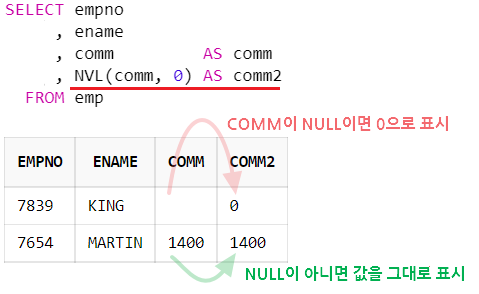 SELECT empno
     , ename
     , comm         AS comm
     , NVL(comm, 0) AS comm2
  FROM emp
COMM이 NULL이면 0으로 표시
EMPNO ENAME COMM COMM2
7839 KING 0
7654 MARTIN 1400 1400
NULL이 아니면 값을 그대로 표시